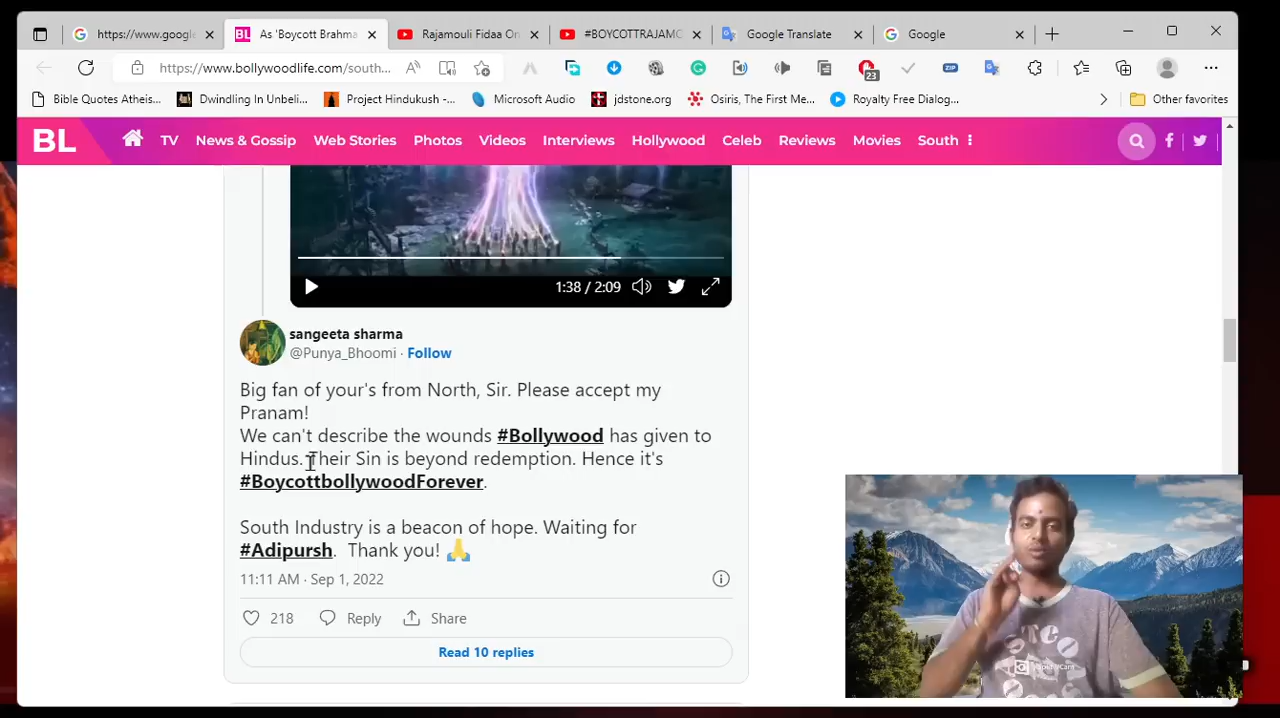 https://www.google
As 'Boycott Brahma
Rajamouli Fidaa On
#BOYCOTTRAJAMO
Google Translate
Google
https://www.bollywoodlife.com/south...
23
ZIP
Bible Quotes Atheis...
Dwindling In Unbeli...
Project Hindukush -...
Microsoft Audio
jdstone.org
Osiris, The First Me...
Royalty Free Dialog...
Other favorites
BL
TV
News & Gossip
Web Stories
Photos
Videos
Interviews
Hollywood
Celeb
Reviews
Movies
South
1:38 / 2:09
sangeeta sharma
@Punya_Bhoomi · Follow
Big fan of your's from North, Sir. Please accept my
Pranam!
We can't describe the wounds #Bollywood has given to
Hindus. Their Sin is beyond redemption. Hence it's
#BoycottbollywoodForever.
South Industry is a beacon of hope. Waiting for
#Adipursh. Thank you! 🙏
11:11 AM · Sep 1, 2022
218
Reply
Share
Read 10 replies